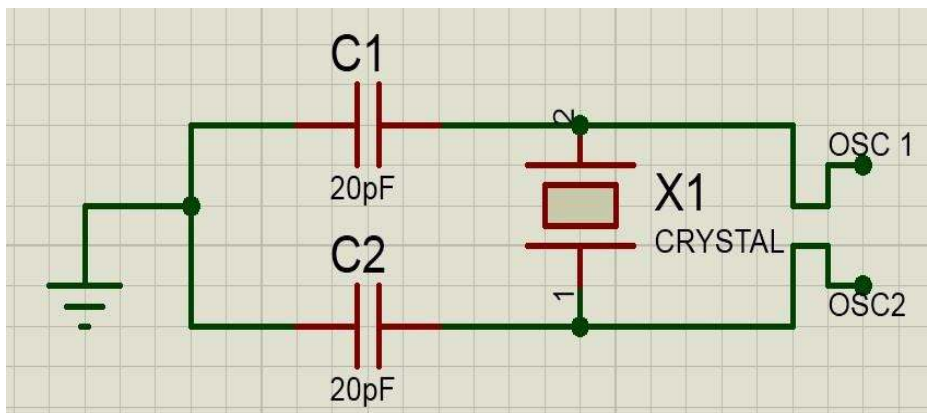 C1
20pF
2
OSC 1
X1
CRYSTAL
C2
20pF
1
OSC2